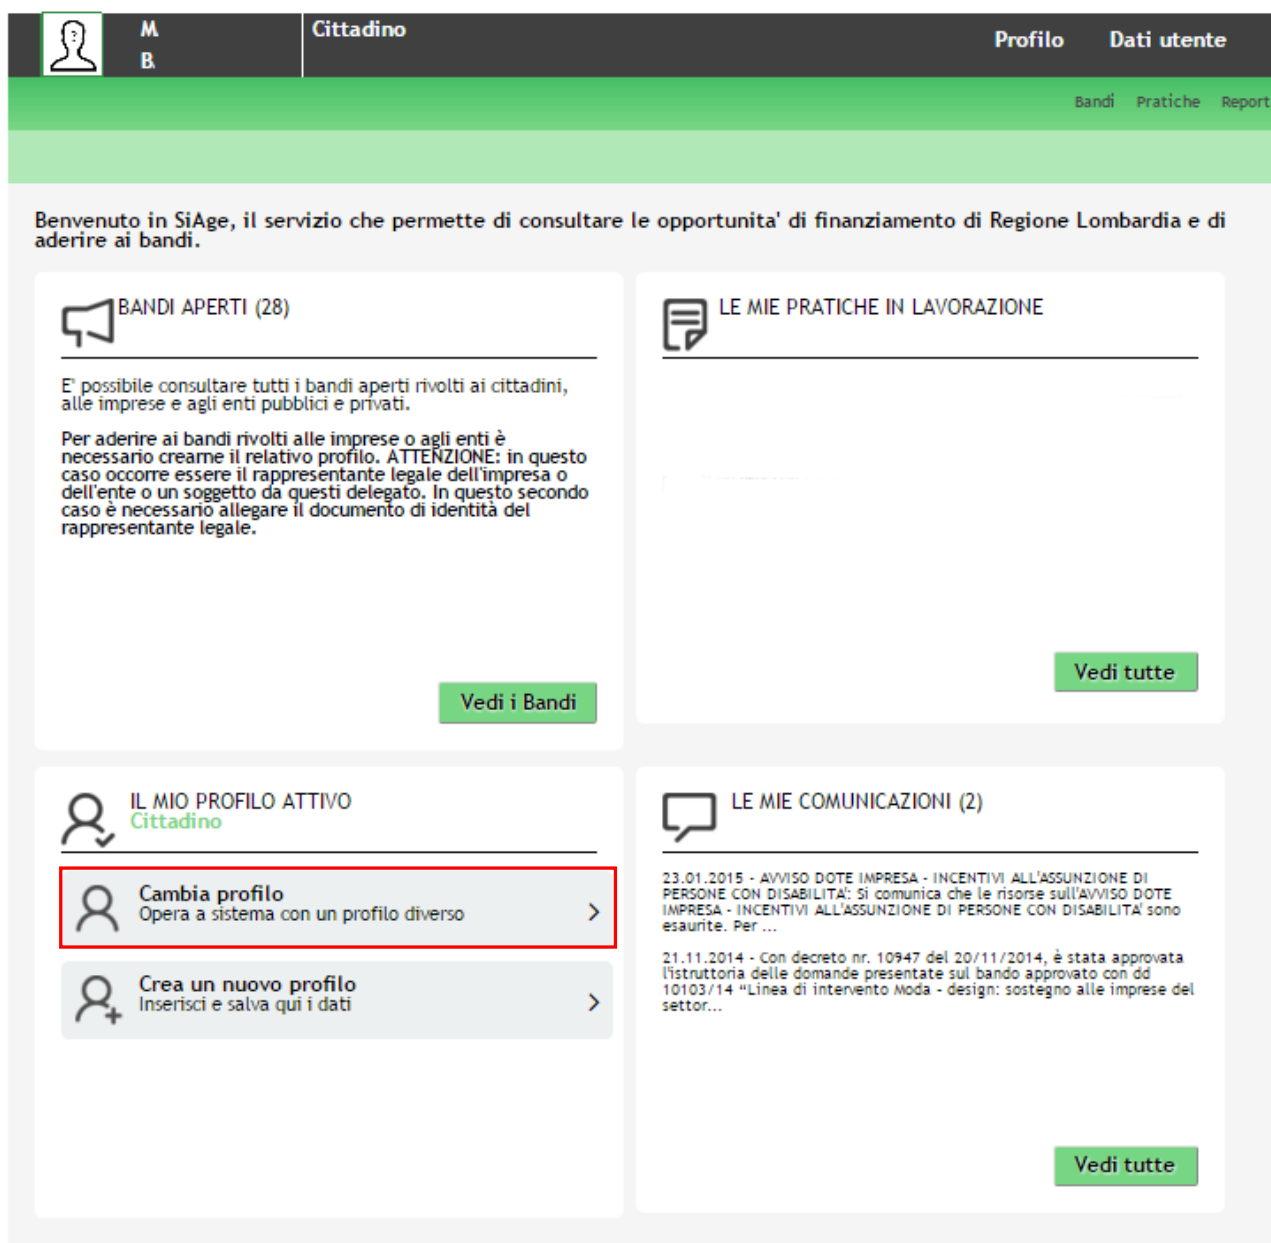 M.
B.
Cittadino
Profilo
Dati utente
Bandi
Pratiche
Report
Benvenuto in SiAge, il servizio che permette di consultare le opportunita' di finanziamento di Regione Lombardia e di
aderire ai bandi.
BANDI APERTI (28)
E' possibile consultare tutti i bandi aperti rivolti ai cittadini,
alle imprese e agli enti pubblici e privati.
Per aderire ai bandi rivolti alle imprese o agli enti è
necessario crearne il relativo profilo. ATTENZIONE: in questo
caso occorre essere il rappresentante legale dell'impresa o
dell'ente o un soggetto da questi delegato. In questo secondo
caso è necessario allegare il documento di identità del
rappresentante legale.
Vedi i Bandi
LE MIE PRATICHE IN LAVORAZIONE
Vedi tutte
IL MIO PROFILO ATTIVO
Cittadino
Cambia profilo
Opera a sistema con un profilo diverso
Crea un nuovo profilo
Inserisci e salva qui i dati
LE MIE COMUNICAZIONI (2)
23.01.2015 - AVVISO DOTE IMPRESA - INCENTIVI ALL'ASSUNZIONE DI
PERSONE CON DISABILITA': Si comunica che le risorse sull'AVVISO DOTE
IMPRESA - INCENTIVI ALL'ASSUNZIONE DI PERSONE CON DISABILITA' sono
esaurite. Per ...
21.11.2014 - Con decreto nr. 10947 del 20/11/2014, è stata approvata
l'istruttoria delle domande presentate sul bando approvato con dd
10103/14 “Linea di intervento Moda - design: sostegno alle imprese del
settor...
Vedi tutte